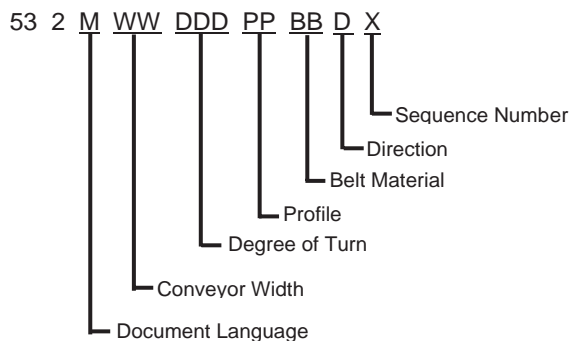 53 2 M WW DDD PP BB D X
Sequence Number
Direction
Belt Material
Profile
Degree of Turn
Conveyor Width
Document Language